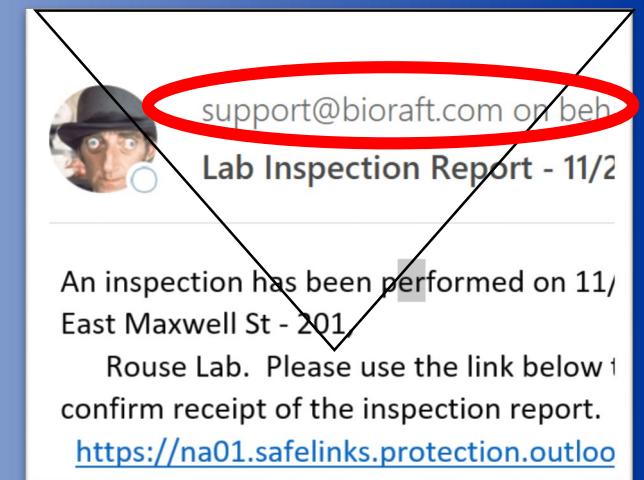 support@bioraft.com on beh
Lab Inspection Report - 11/2
An inspection has been performed on 11/
East Maxwell St - 201,
Rouse Lab. Please use the link below t
confirm receipt of the inspection report.
https://na01.safelinks.protection.outloo